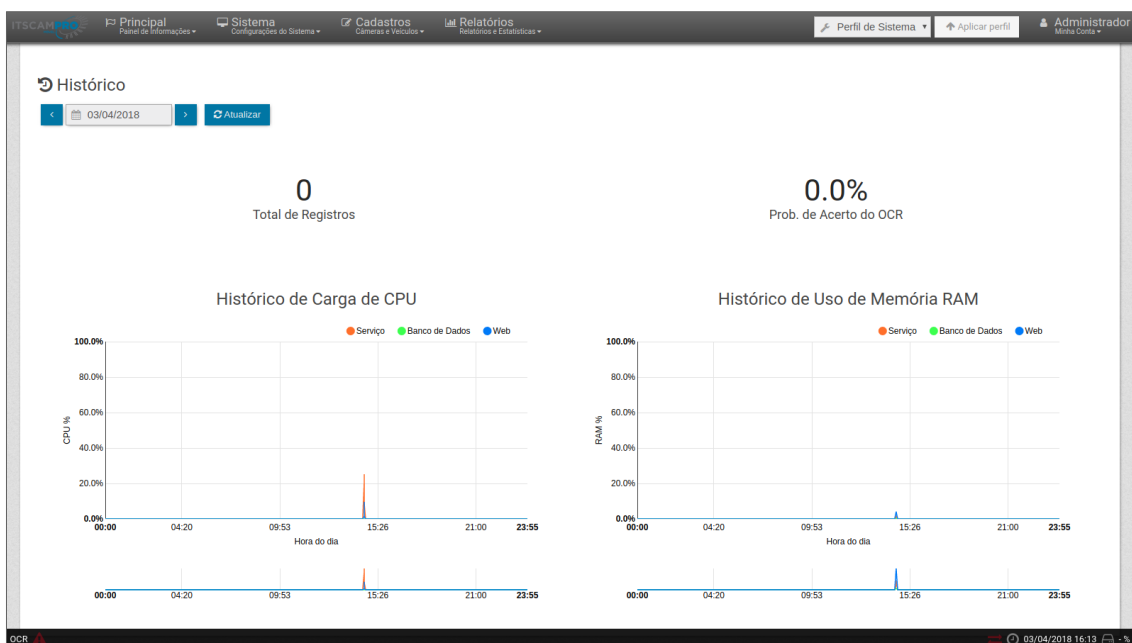 ITSCAMPRO
Principal
Painel de Informações
Sistema
Configurações do Sistema
Cadastros
Câmeras e Veículos
Relatórios
Relatórios e Estatísticas
Perfil de Sistema
Aplicar perfil
Administrador
Minha Conta
Histórico
03/04/2018
Atualizar
0
Total de Registros
0.0%
Prob. de Acerto do OCR
Histórico de Carga de CPU
Serviço Banco de Dados Web
100.0%
80.0%
60.0%
40.0%
20.0%
0.0%
CPU %
00:00 04:20 09:53 15:26 21:00 23:55
Hora do dia
00:00 04:20 09:53 15:26 21:00 23:55
Histórico de Uso de Memória RAM
Serviço Banco de Dados Web
100.0%
80.0%
60.0%
40.0%
20.0%
0.0%
RAM %
00:00 04:20 09:53 15:26 21:00 23:55
Hora do dia
00:00 04:20 09:53 15:26 21:00 23:55
OCR
03/04/2018 16:13 - %